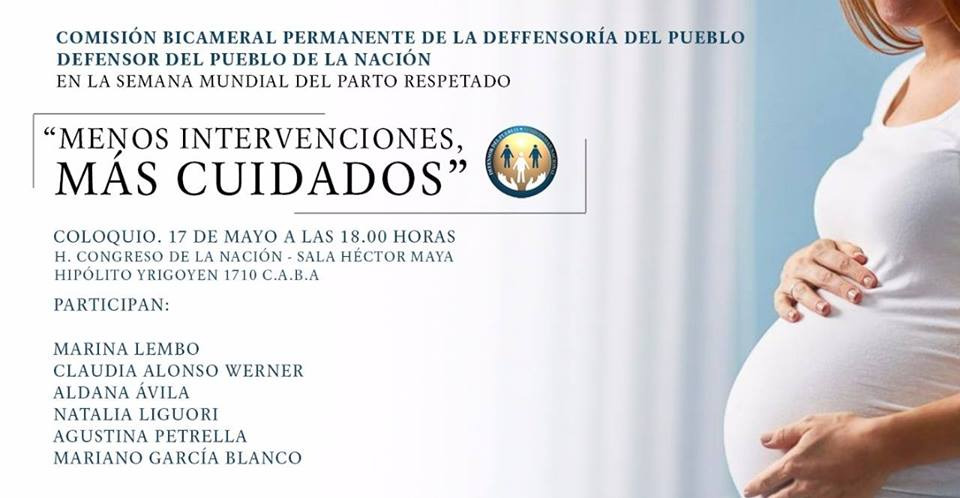 COMISIÓN BICAMERAL PERMANENTE DE LA DEFFENSORÍA DEL PUEBLO
DEFENSOR DEL PUEBLO DE LA NACIÓN
EN LA SEMANA MUNDIAL DEL PARTO RESPETADO
“MENOS INTERVENCIONES,
MÁS CUIDADOS”
COLOQUIO. 17 DE MAYO A LAS 18.00 HORAS
H. CONGRESO DE LA NACIÓN - SALA HÉCTOR MAYA
HIPÓLITO YRIGOYEN 1710 C.A.B.A
PARTICIPAN:
MARINA LEMBO
CLAUDIA ALONSO WERNER
ALDANA ÁVILA
NATALIA LIGUORI
AGUSTINA PETRELLA
MARIANO GARCÍA BLANCO